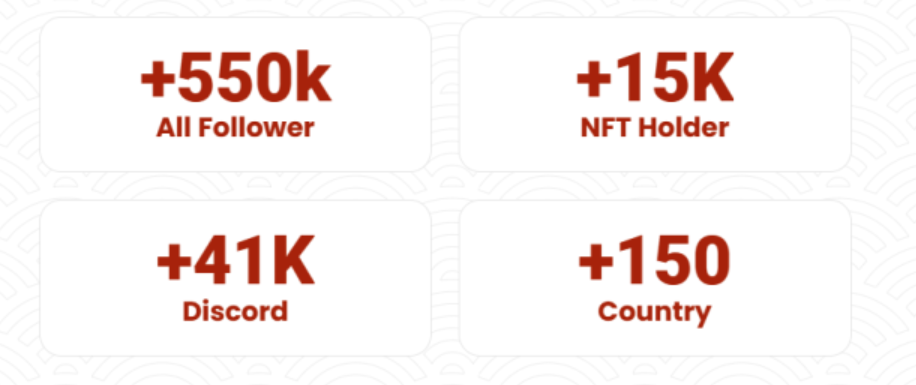 +550k
All Follower
+15K
NFT Holder
+41K
Discord
+150
Country